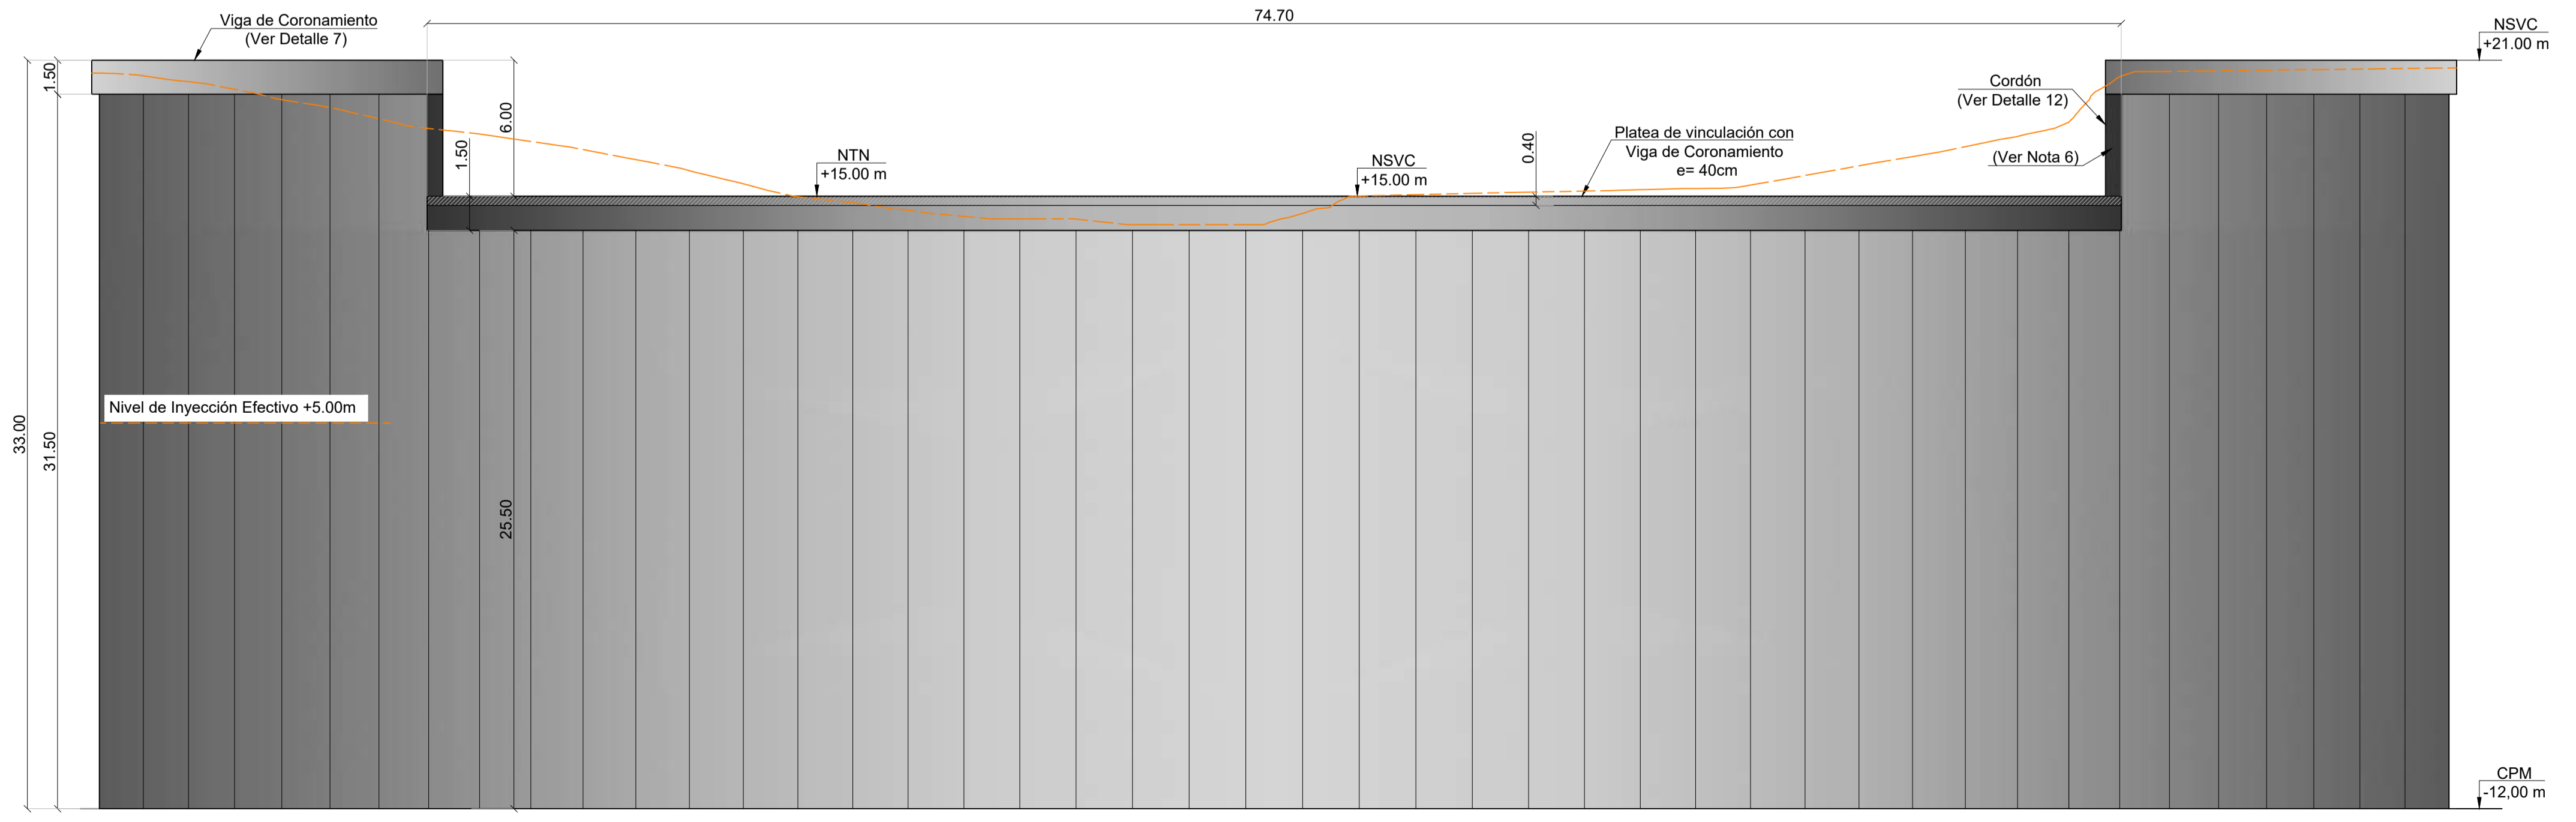 74.70
Viga de Coronamiento
(Ver Detalle 7)
NSVC
+21.00 m
1.50
6.00
Cordón
(Ver Detalle 12)
1.50
NTN
+15.00 m
NSVC
+15.00 m
0.40
Platea de vinculación con
Viga de Coronamiento
e= 40cm
(Ver Nota 6)
Nivel de Inyección Efectivo +5.00m
33.00
31.50
25.50
CPM
-12,00 m